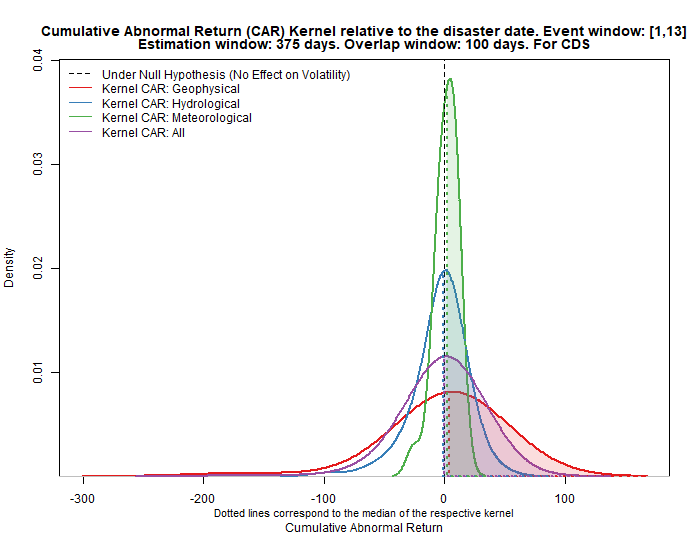 Cumulative Abnormal Return (CAR) Kernel relative to the disaster date. Event window: [1,13]
Estimation window: 375 days. Overlap window: 100 days. For CDS
Under Null Hypothesis (No Effect on Volatility)
Kernel CAR: Geophysical
Kernel CAR: Hydrological
Kernel CAR: Meteorological
Kernel CAR: All
Density
0.04
0.03
0.02
0.01
-300 -200 -100 0 100
Dotted lines correspond to the median of the respectde kernel
Cumulative Abnormal Return